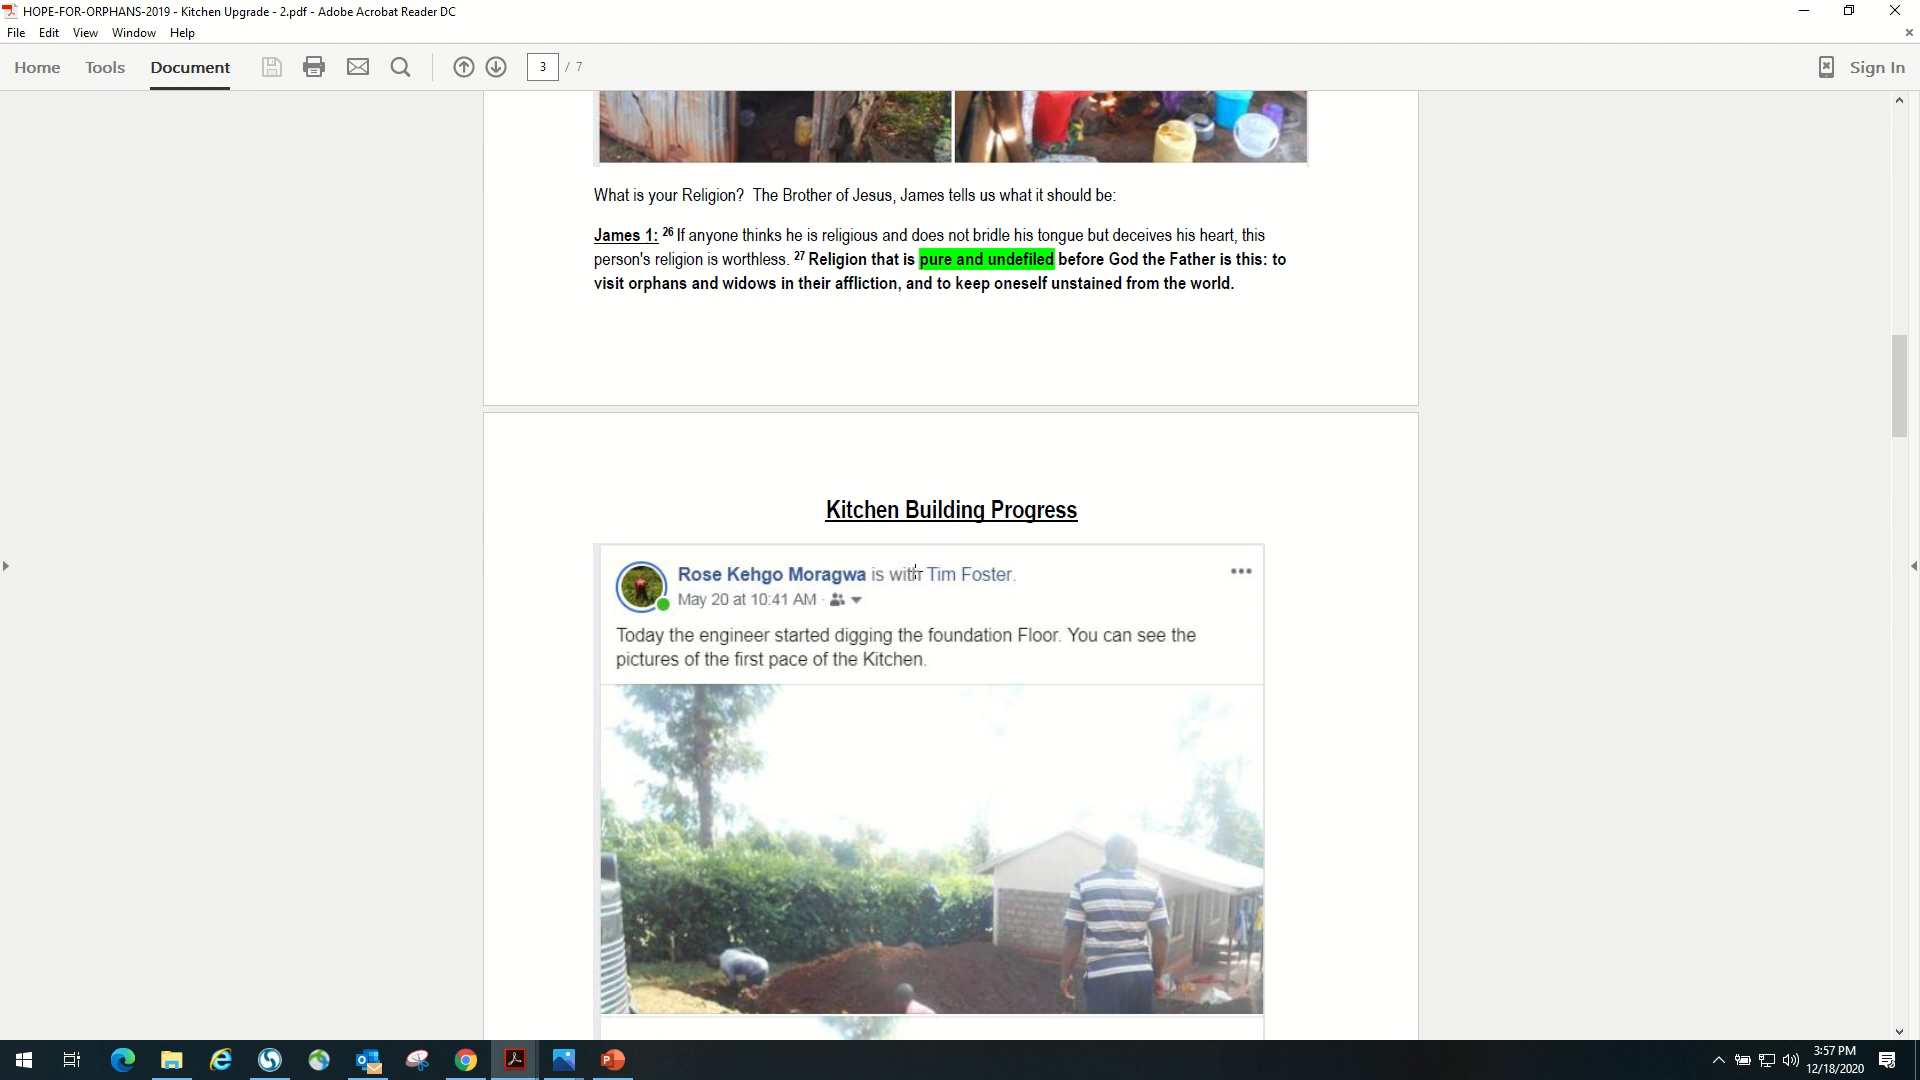 HOPE-FOR-ORPHANS-2019 - Kitchen Upgrade - 2.pdf - Adobe Acrobat Reader DC
File Edit View Window Help
Home Tools Document 3 / 7 Sign In
What is your Religion?  The Brother of Jesus, James tells us what it should be:
James 1: 26 If anyone thinks he is religious and does not bridle his tongue but deceives his heart, this
person's religion is worthless. 27 Religion that is pure and undefiled before God the Father is this: to
visit orphans and widows in their affliction, and to keep oneself unstained from the world.
Kitchen Building Progress
Rose Kehgo Moragwa is with Tim Foster.
May 20 at 10:41 AM ·
Today the engineer started digging the foundation Floor. You can see the
pictures of the first pace of the Kitchen.
3:57 PM
12/18/2020